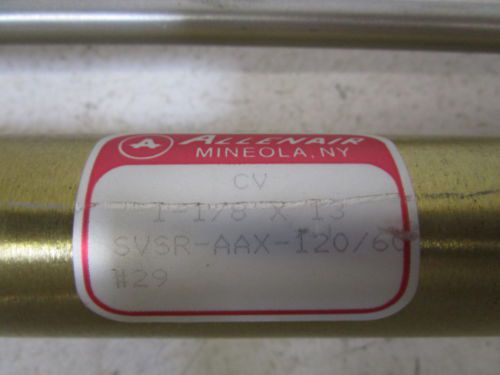 A ALLENAIR
MINEOLA, NY
CV
1-1/8 X 13
SVSR-AAX-120/60
#29